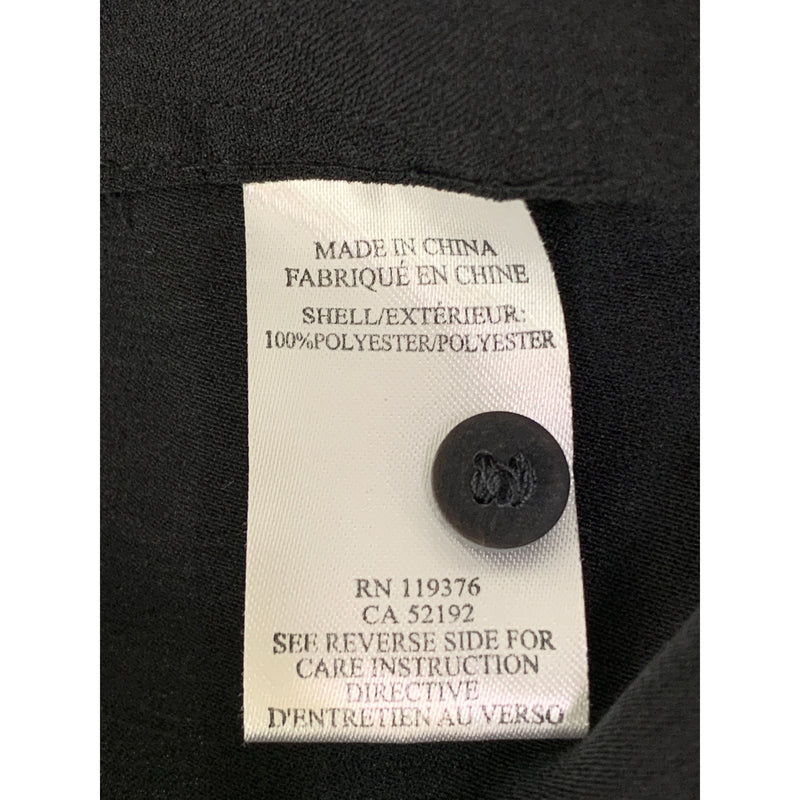 MADE IN CHINA
FABRIQUÉ EN CHINE
SHELL/EXTÉRIEUR:
100%POLYESTER/POLYESTER
RN 119376
CA 52192
SEE REVERSE SIDE FOR
CARE INSTRUCTION
DIRECTIVE
D'ENTRETIEN AU VERSO